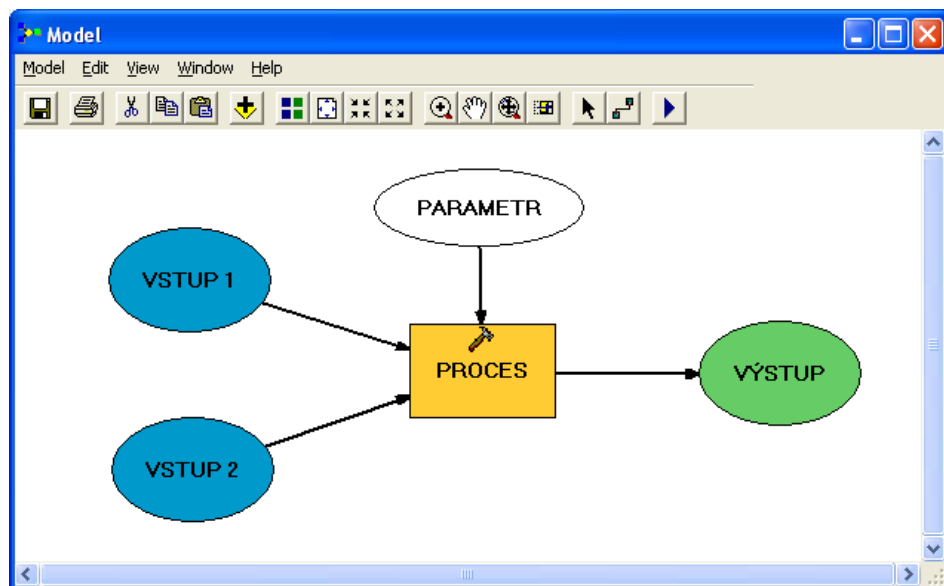 Model
Model Edit View Window Help
PARAMETR
VSTUP 1
PROCES
VÝSTUP
VSTUP 2